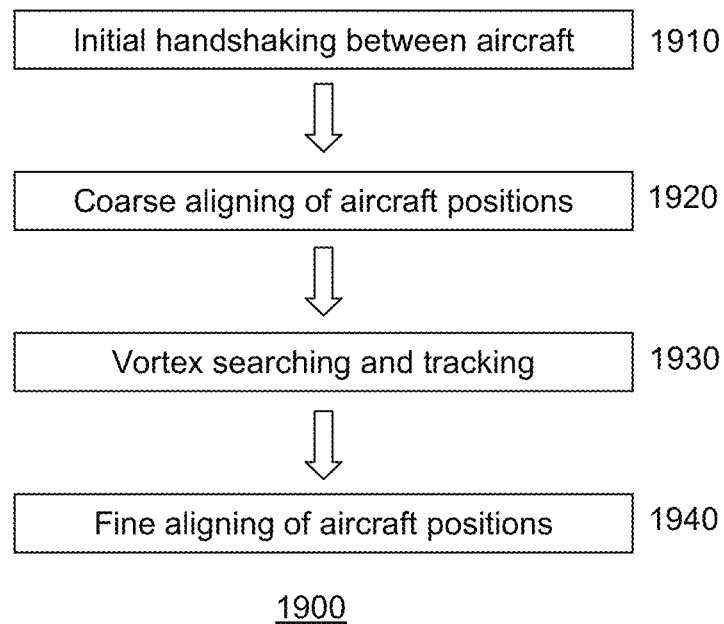 Initial handshaking between aircraft 1910
Coarse aligning of aircraft positions 1920
Vortex searching and tracking 1930
Fine aligning of aircraft positions 1940
1900